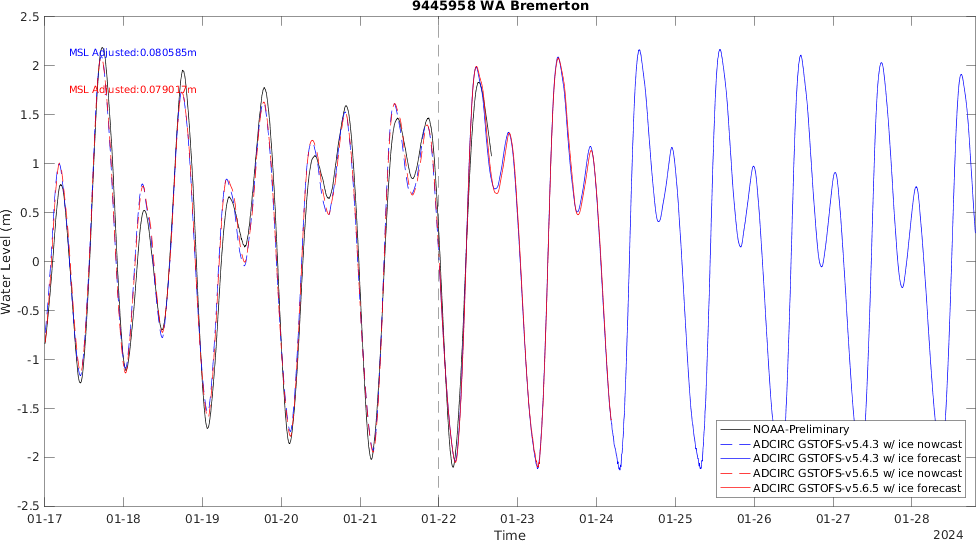 9445958 WA Bremerton
2.5
2
1.5
1
0.5
0
-0.5
-1
-1.5
-2
-2.5
Water Level (m)
MSL Adjusted:0.080585m
MSL Adjusted:0.079017m
NOAA-Preliminary
ADCIRC GSTOFS-v5.4.3 w/ ice nowcast
ADCIRC GSTOFS-v5.4.3 w/ ice forecast
ADCIRC GSTOFS-v5.6.5 w/ ice nowcast
ADCIRC GSTOFS-v5.6.5 w/ ice forecast
01-17 01-18 01-19 01-20 01-21 01-22 01-23 01-24 01-25 01-26 01-27 01-28
Time
2024